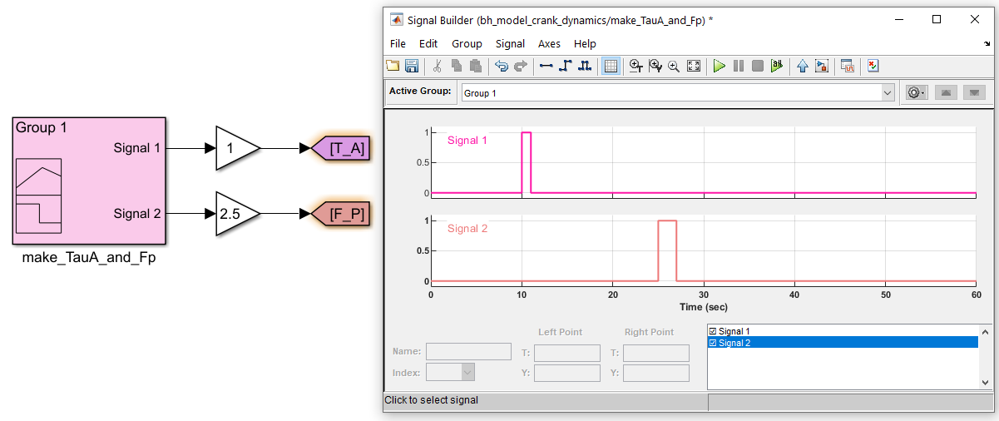 Group 1
Signal 1
Signal 2
1
2.5
[T_A]
[F_P]
make_TauA_and_Fp
Signal Builder (bh_model_crank_dynamics/make_TauA_and_Fp) *
File Edit Group Signal Axes Help
all
Active Group: Group 1
1
0.5
0
Signal 1
1
0.5
0
Signal 2
0 10 20 30 40 50 60
Time (sec)
Left Point Right Point
Name: T: T:
Index: Y: Y:
Signal 1
Signal 2
Click to select signal